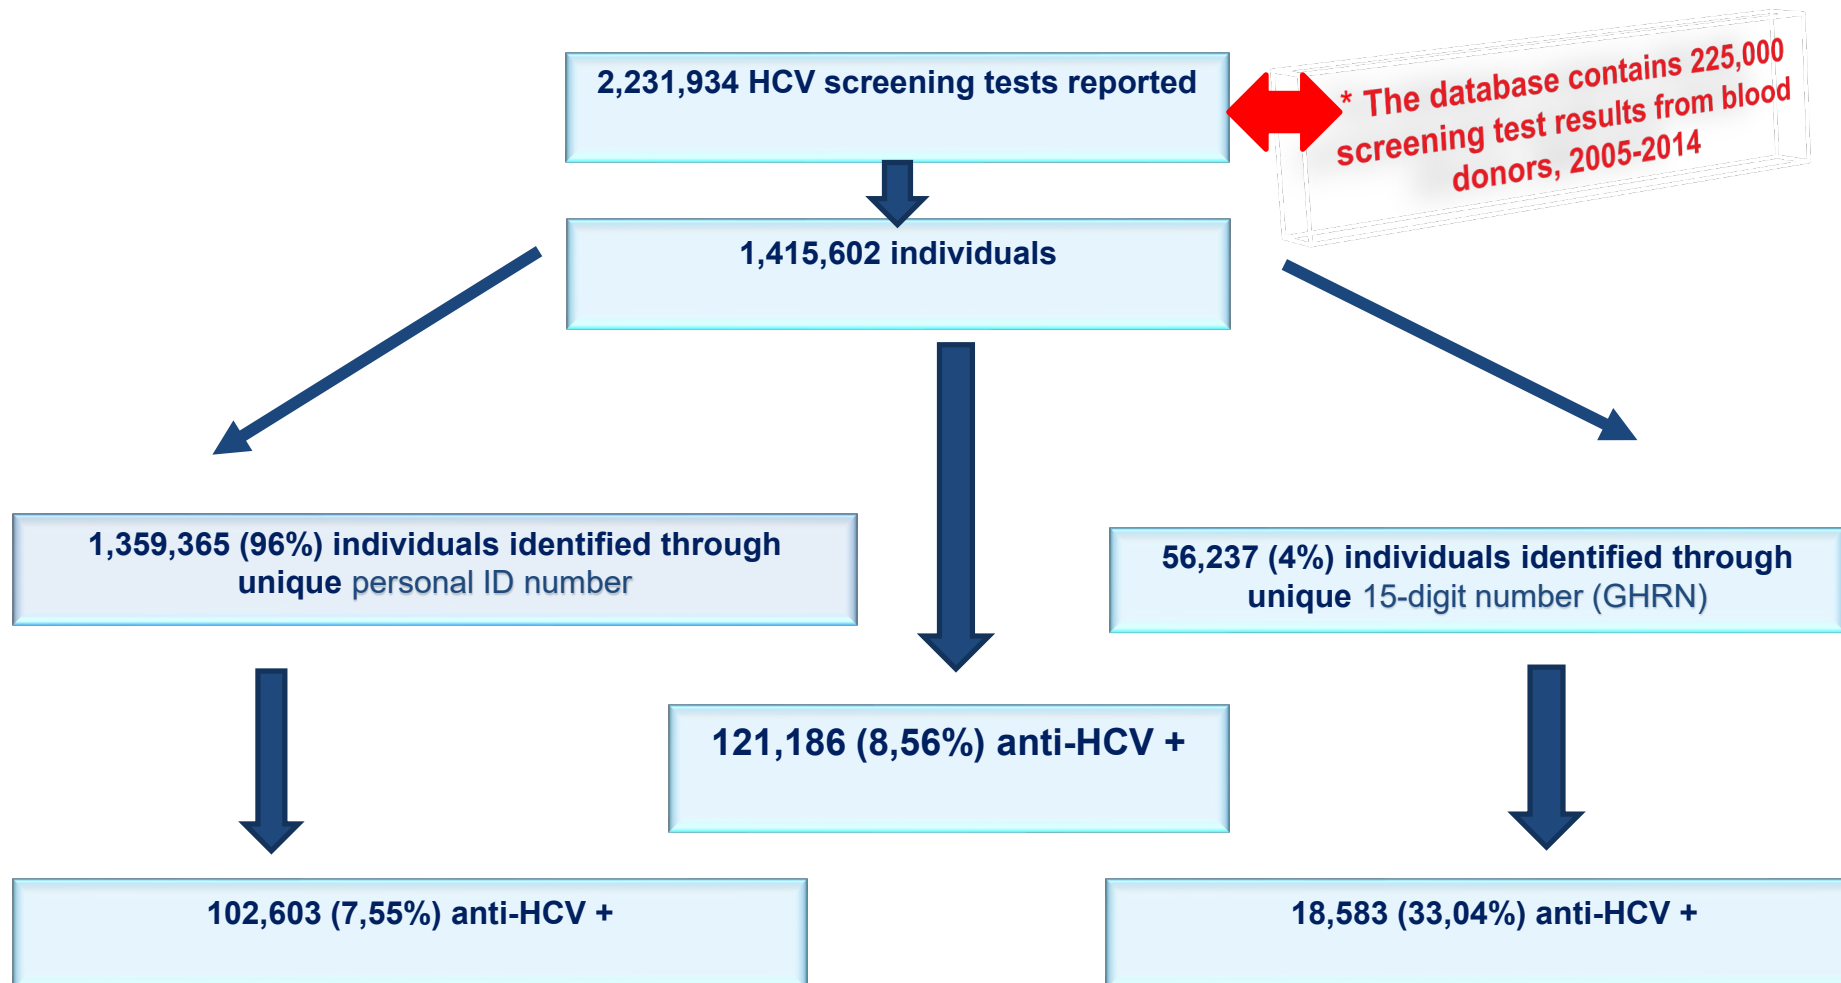 2,231,934 HCV screening tests reported
* The database contains 225,000
screening test results from blood
donors, 2005-2014
1,415,602 individuals
1,359,365 (96%) individuals identified through
unique personal ID number
56,237 (4%) individuals identified through
unique 15-digit number (GHRN)
121,186 (8,56%) anti-HCV +
102,603 (7,55%) anti-HCV +
18,583 (33,04%) anti-HCV +